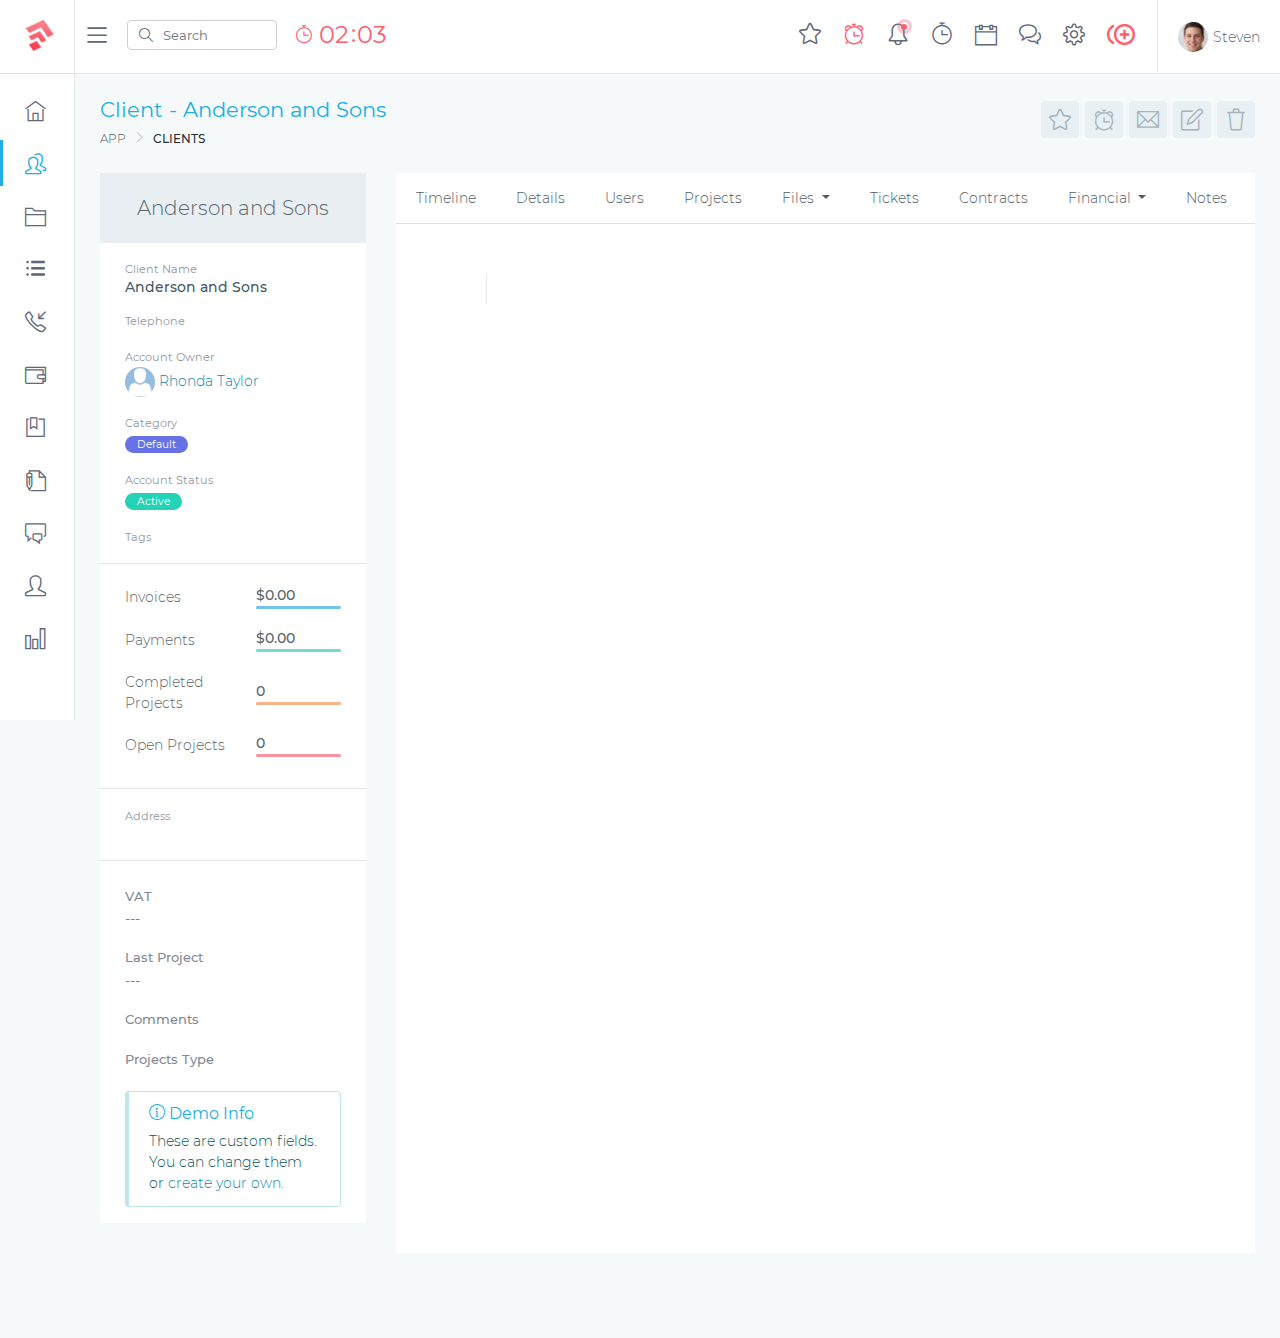 Search
02:03
Steven
Client - Anderson and Sons
APP
CLIENTS
Anderson and Sons
Client Name
Anderson and Sons
Telephone
Account Owner
Rhonda Taylor
Category
Default
Account Status
Active
Tags
Invoices
$0.00
Payments
$0.00
Completed
Projects
0
Open Projects
0
Address
VAT
---
Last Project
---
Comments
Projects Type
Demo Info
These are custom fields.
You can change them
or create your own.
Timeline
Details
Users
Projects
Files
Tickets
Contracts
Financial
Notes